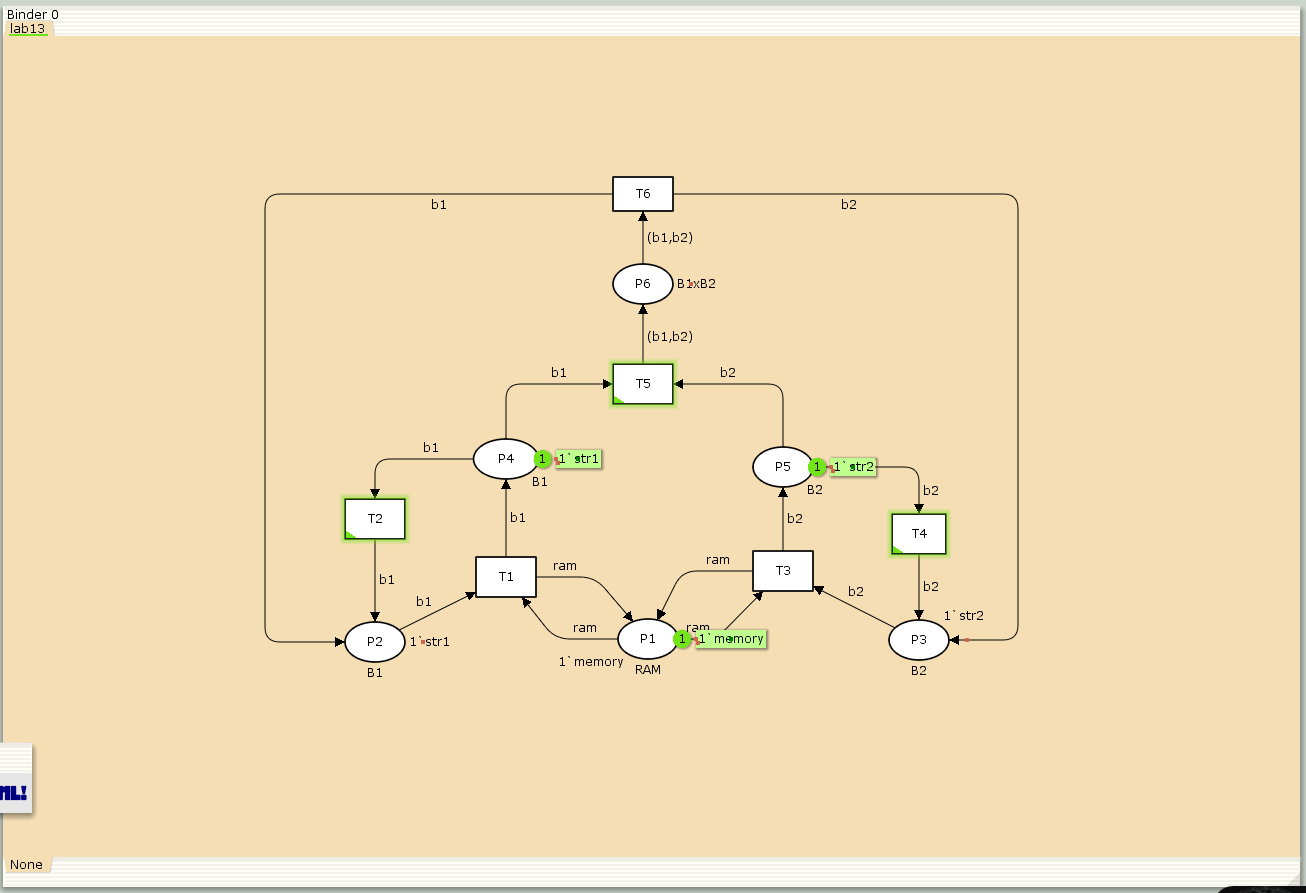 Binder 0
lab13
T6
b1
b2
(b1,b2)
P6
B1xB2
(b1,b2)
b1
T5
b2
b1
P4
1
1`str1
B1
P5
1
1`str2
B2
b2
T2
b1
b2
T4
b1
T1
ram
ram
T3
b2
b2
b1
P2
1`str1
B1
ram
P1
1
1`memory
ram
1`memory
RAM
1`str2
P3
B2
ML!
None